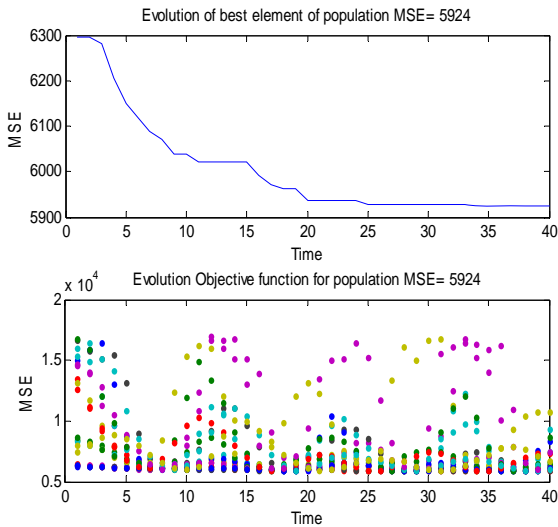 Evolution of best element of population MSE= 5924
6300
6200
6100
6000
5900
MSE
0 5 10 15 20 25 30 35 40
Time
Evolution Objective function for population MSE= 5924
x 10^4
2
1.5
1
0.5
MSE
0 5 10 15 20 25 30 35 40
Time